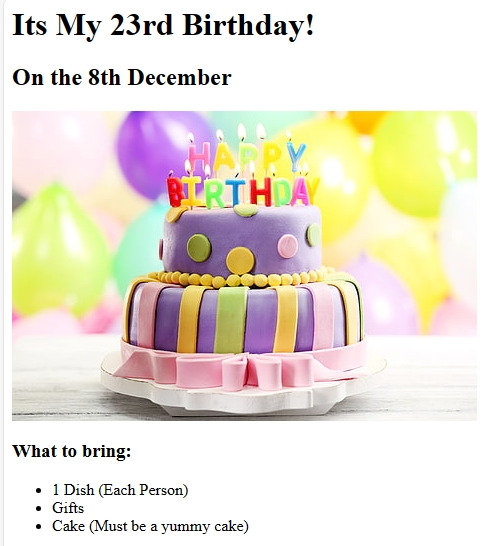 Its My 23rd Birthday!
On the 8th December
HAPPY
BIRTHDAY
What to bring:
1 Dish (Each Person)
Gifts
Cake (Must be a yummy cake)